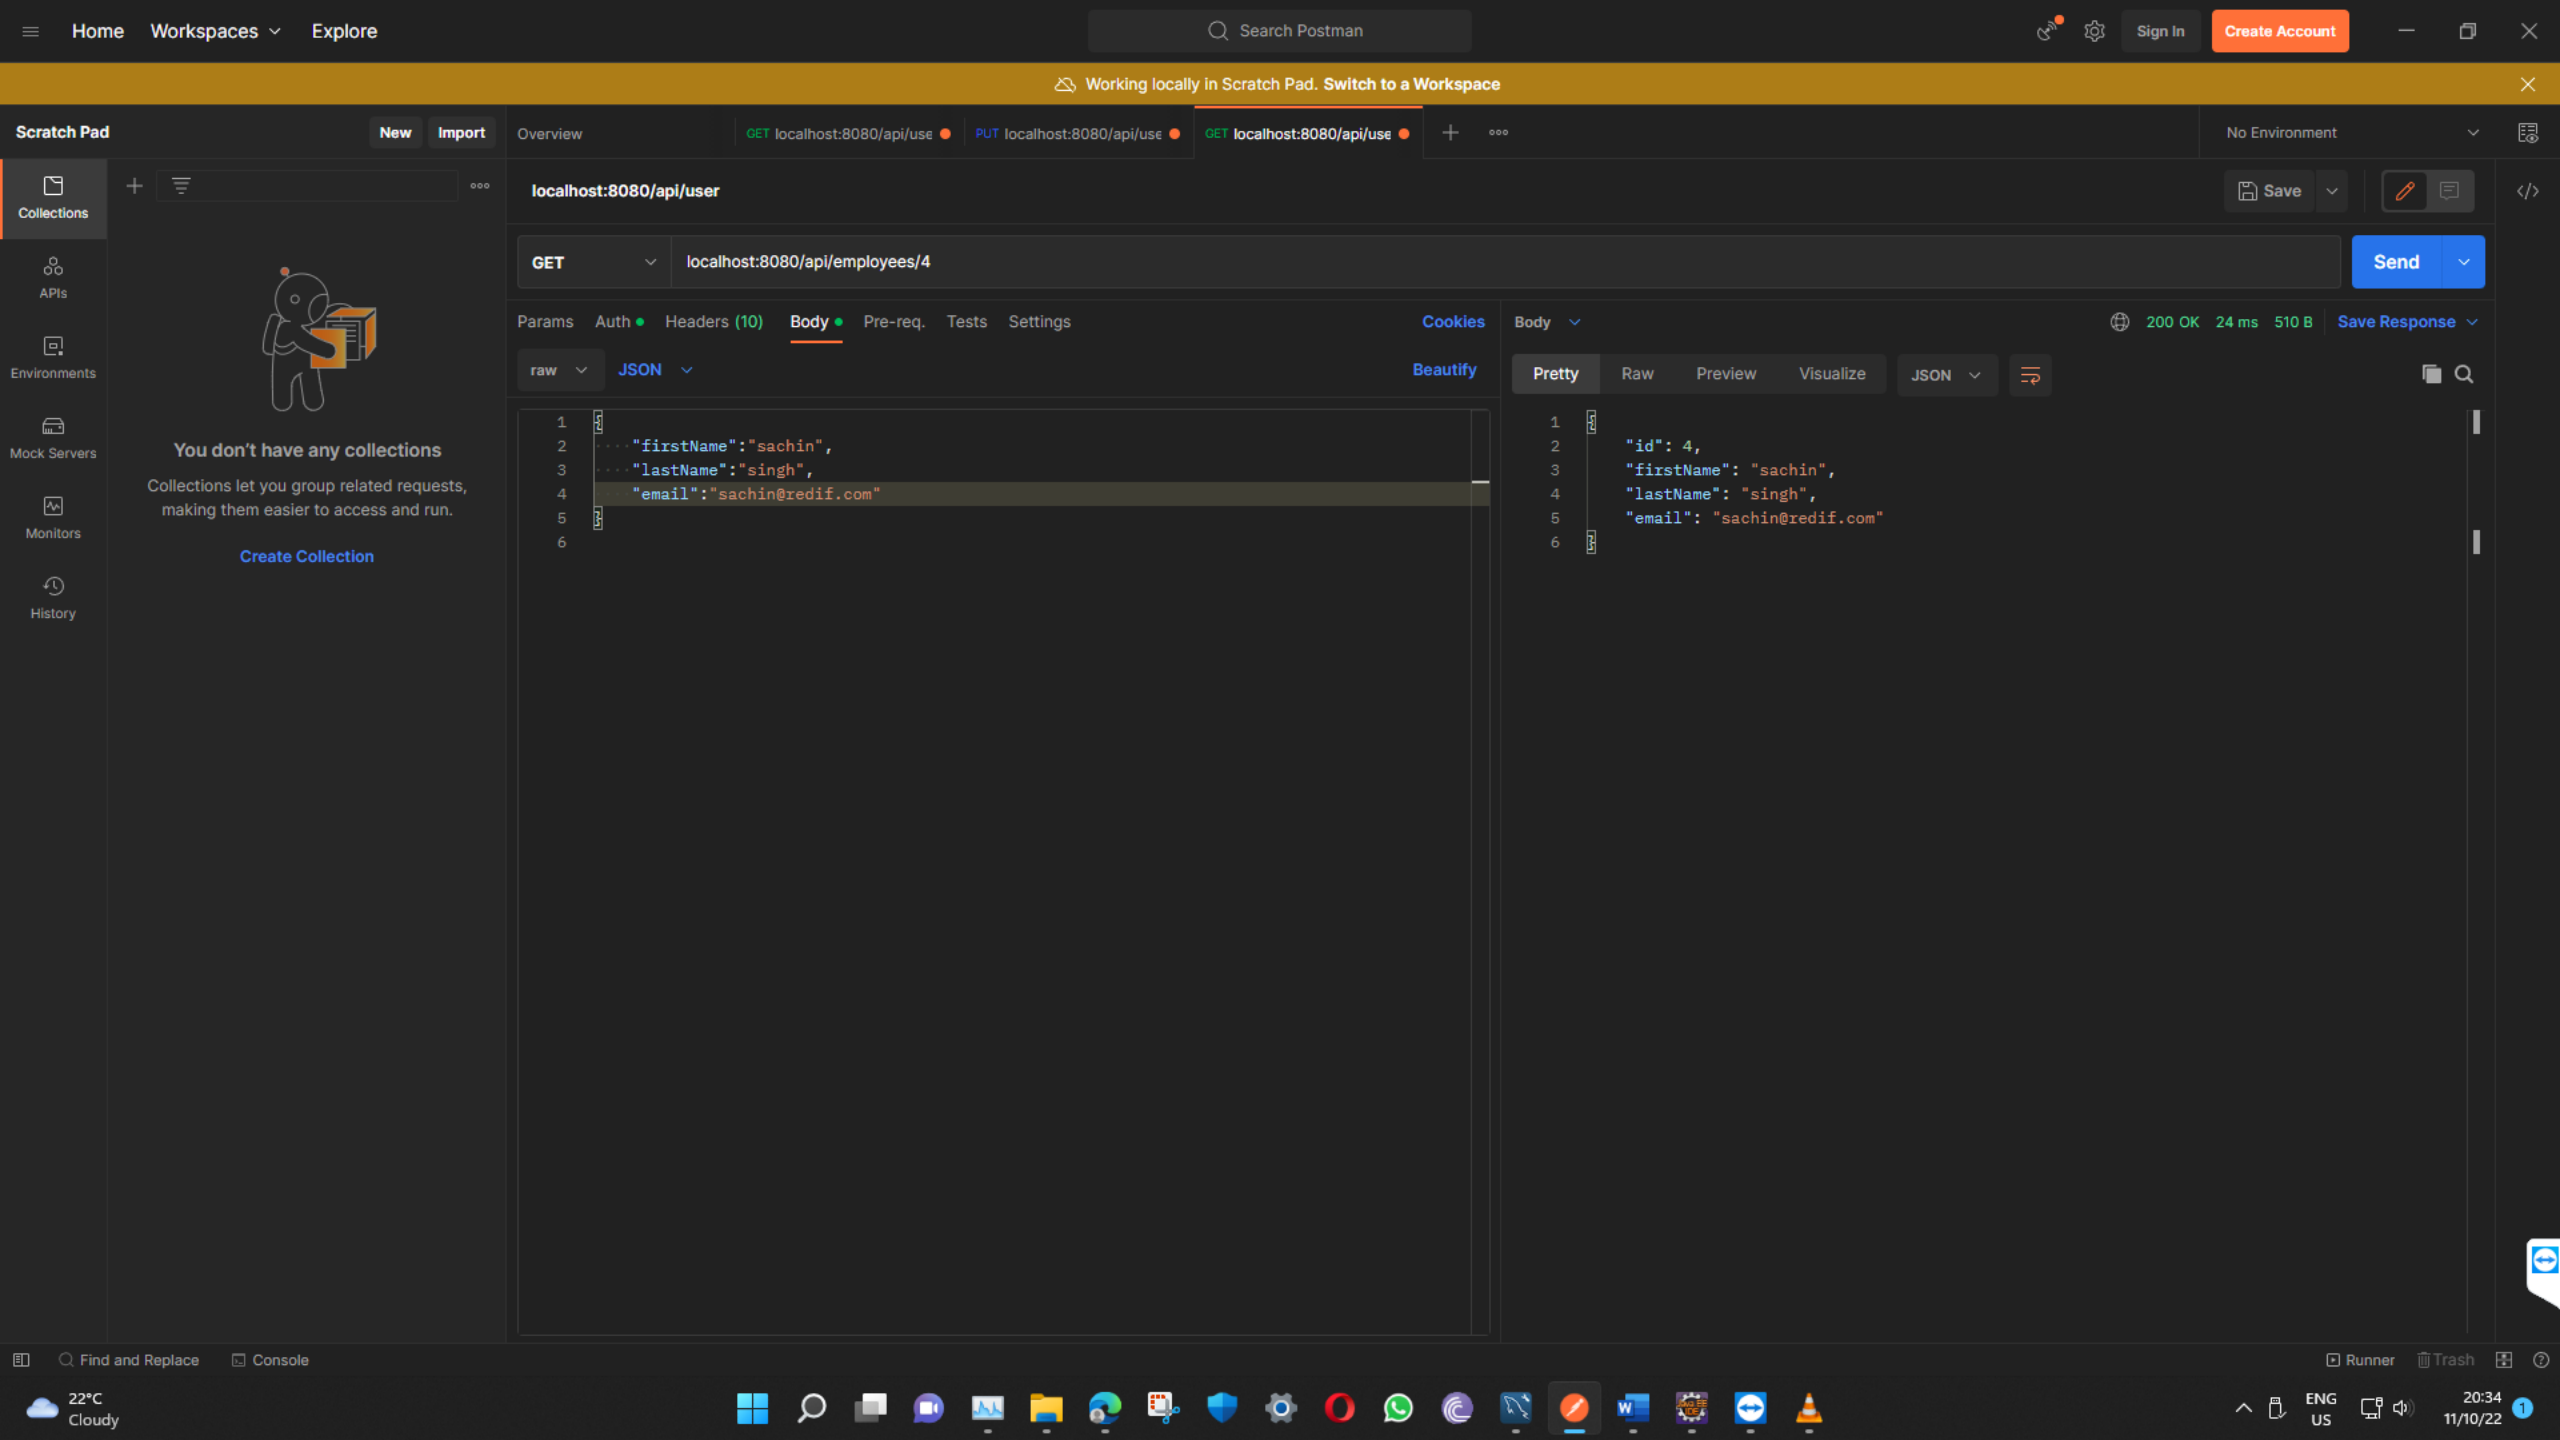 Home Workspaces Explore
Search Postman
Sign In Create Account
Working locally in Scratch Pad. Switch to a Workspace
Scratch Pad New Import
Overview GET localhost:8080/api/use PUT localhost:8080/api/use GET localhost:8080/api/use
No Environment
Collections
APIs
Environments
Mock Servers
Monitors
History
You don't have any collections
Collections let you group related requests,
making them easier to access and run.
Create Collection
localhost:8080/api/user
Save
GET localhost:8080/api/employees/4
Send
Params Auth Headers (10) Body Pre-req. Tests Settings Cookies
raw JSON Beautify
1 {
2 "firstName":"sachin",
3 "lastName":"singh",
4 "email":"sachin@redif.com"
5 }
6
Body 200 OK 24 ms 510 B Save Response
Pretty Raw Preview Visualize JSON
1 {
2 "id": 4,
3 "firstName": "sachin",
4 "lastName": "singh",
5 "email": "sachin@redif.com"
6 }
Find and Replace Console
Runner Trash
22°C
Cloudy
ENG
US
20:34
11/10/22
1